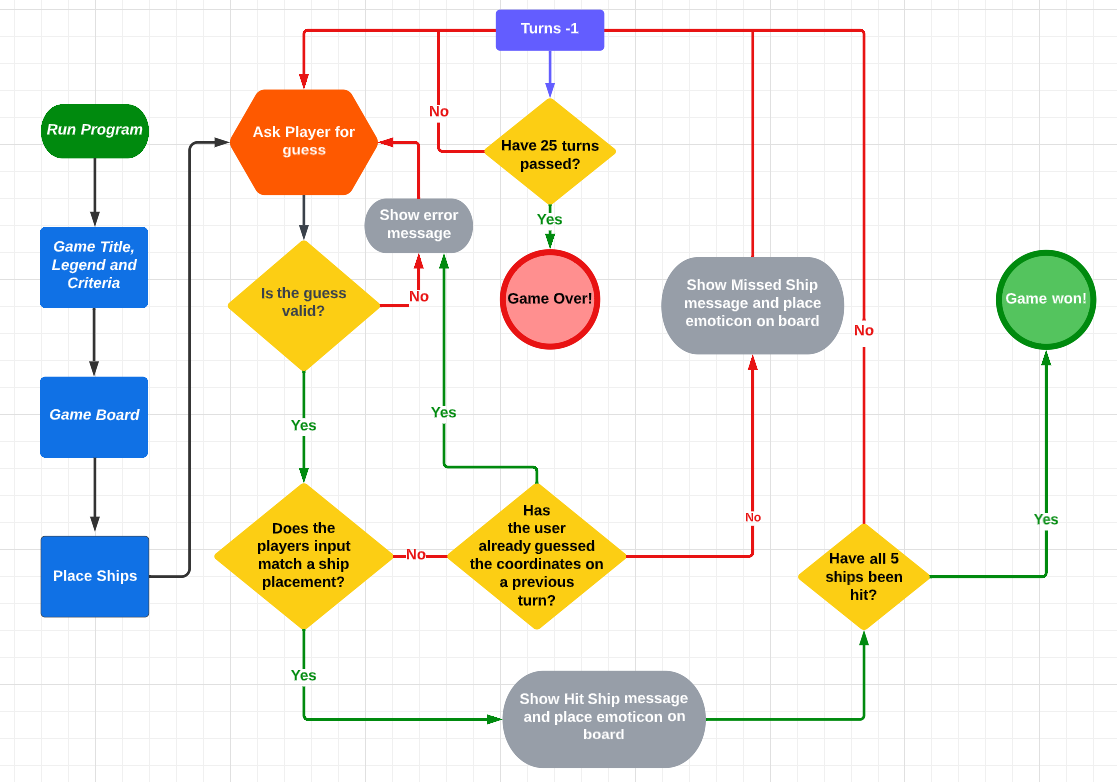 Turns -1
No
Run Program
Ask Player for
guess
Have 25 turns
passed?
Show error
message
Yes
Game Title,
Legend and
Criteria
Is the guess
valid?
No
Game Over!
Show Missed Ship
message and place
emoticon on board
No
Game won!
Game Board
Yes
Yes
Place Ships
Does the
players input
match a ship
placement?
No
Has
the user
already guessed
the coordinates on
a previous
turn?
No
Have all 5
ships been
hit?
Yes
Yes
Show Hit Ship message
and place emoticon on
board